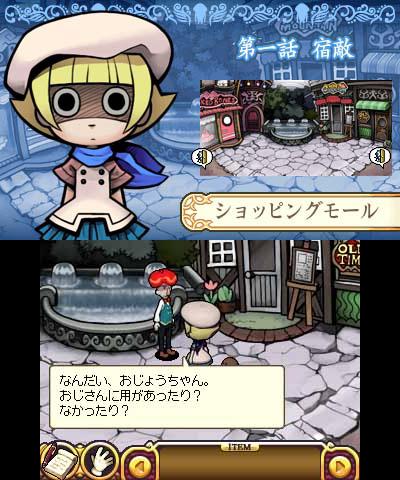 第一話 宿敵
ショッピングモール
OLD
TIME
なんだい、おじょうちゃん。
おじさんに用があったり?
なかったり?
ITEM